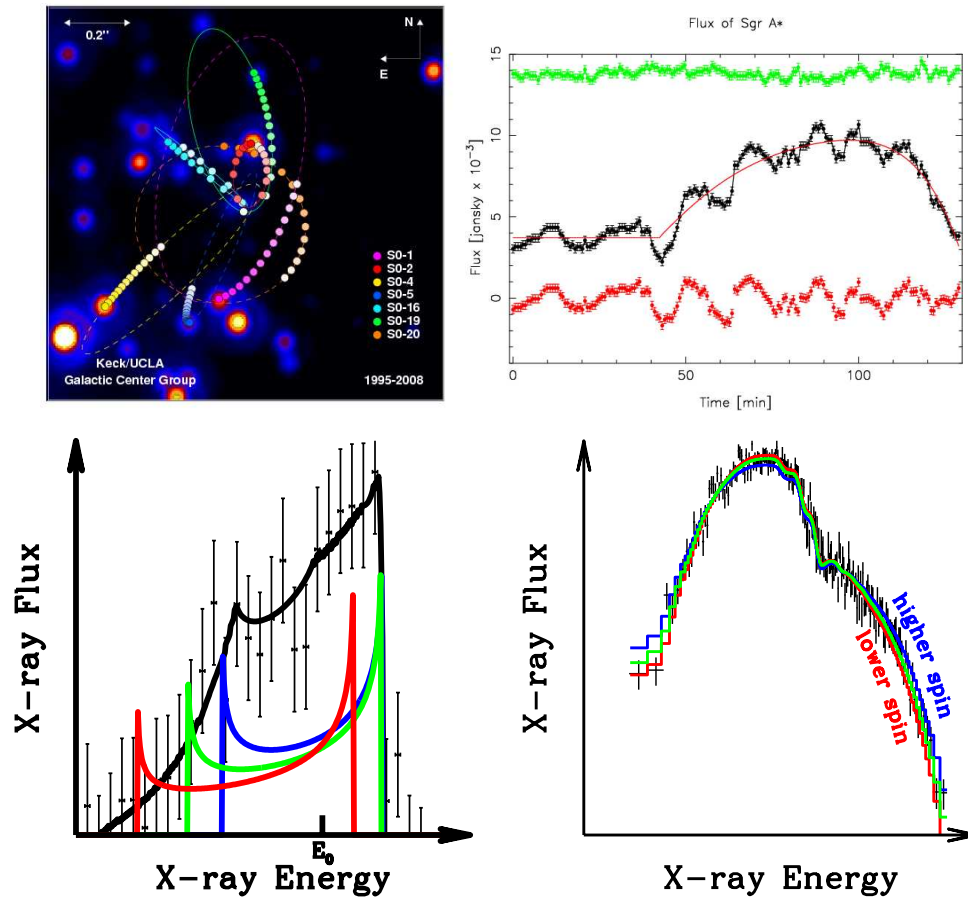 0.2"
N
E
S0-1
S0-2
S0-4
S0-5
S0-16
S0-19
S0-20
Keck/UCLA
Galactic Center Group
1995-2008
Flux of Sgr A*
15
10
5
0
Flux [jansky x 10⁻³]
0
50
100
Time [min]
X-ray Flux
E₀
X-ray Energy
X-ray Flux
higher spin
lower spin
X-ray Energy